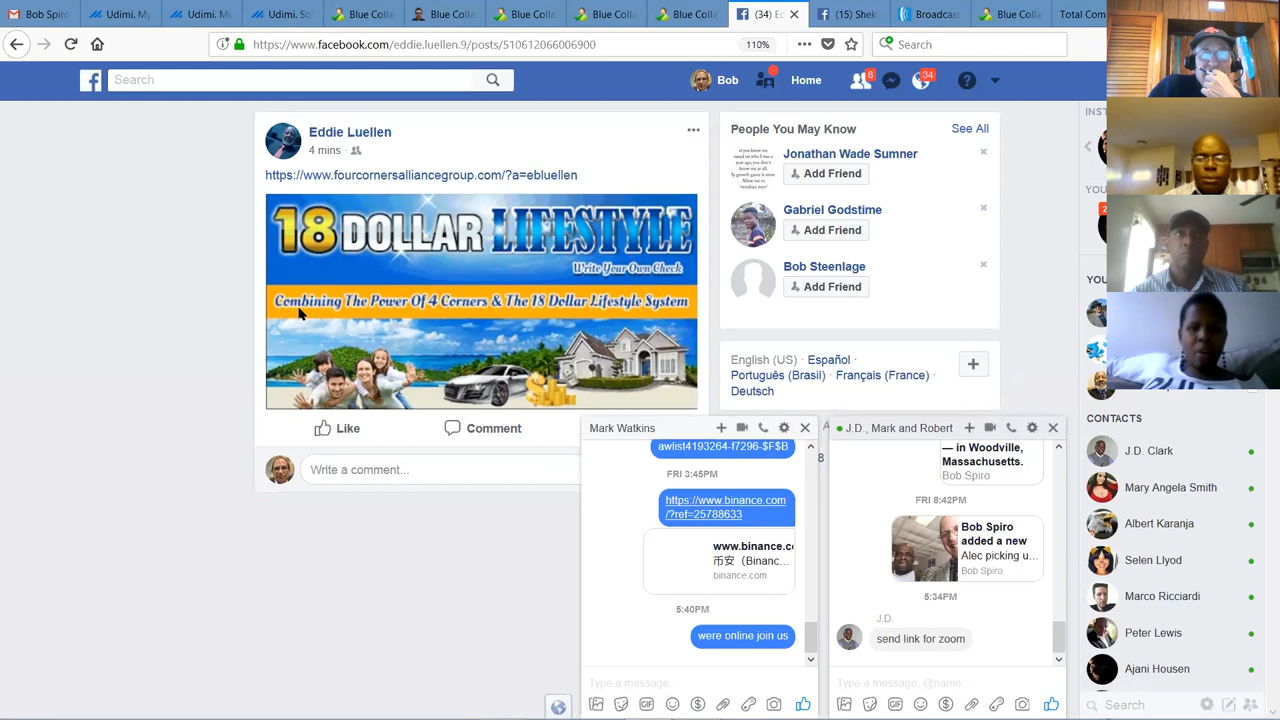 Bob Spiro
Udimi. My
Udimi. My
Udimi. So
Blue Colla
Blue Colla
Blue Colla
Blue Colla
Blue Colla
(34) E
(15) Shek
Broadcast
Blue Colla
Total Com
https://www.facebook.com/eddie.luellen.9/posts/510612066006900
110%
Search
Search
Bob
Home
8
34
Eddie Luellen
4 mins
https://www.fourcornersalliancegroup.com/?a=ebluellen
18 DOLLAR LIFESTYLE
Write Your Own Check
Combining The Power Of 4 Corners & The 18 Dollar Lifestyle System
Like
Comment
Write a comment...
People You May Know
See All
Jonathan Wade Sumner
Add Friend
Gabriel Godstime
Add Friend
Bob Steenlage
Add Friend
English (US) · Español ·
Português (Brasil) · Français (France) ·
Deutsch
Mark Watkins
awlist4193264-f7296-$F$B
FRI 3:45PM
https://www.binance.com
/?ref=25788633
www.binance.c
币安 （Binanc...
binance.com
5:40PM
were online join us
Type a message...
J.D., Mark and Robert
— in Woodville,
Massachusetts.
Bob Spiro
FRI 8:42PM
Bob Spiro
added a new
Alec picking u...
Bob Spiro
5:34PM
J.D.
send link for zoom
Type a message, @name...
INST
YOU
YOU
CONTACTS
J.D. Clark
Mary Angela Smith
Albert Karanja
Selen Llyod
Marco Ricciardi
Peter Lewis
Ajani Housen
Search